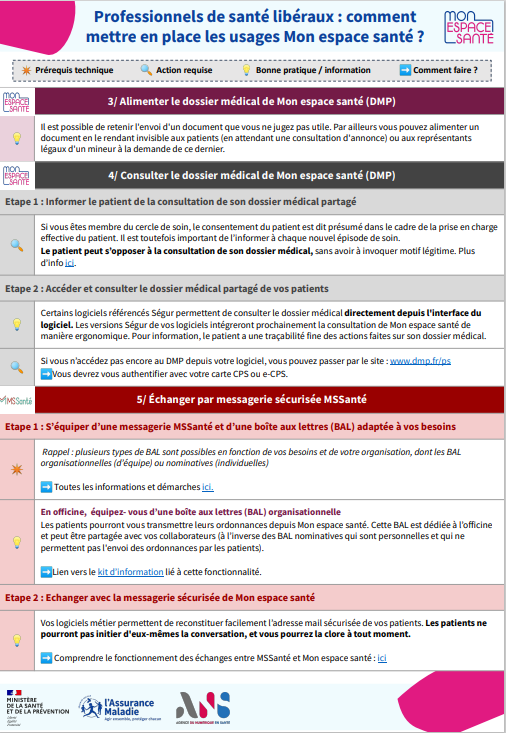 Professionnels de santé libéraux : comment
mettre en place les usages Mon espace santé ?
MON
ESPACE
SANTÉ
Prérequis technique
Action requise
Bonne pratique / information
Comment faire ?
MON
ESPACE
SANTÉ
3/ Alimenter le dossier médical de Mon espace santé (DMP)
Il est possible de retenir l'envoi d'un document que vous ne jugez pas utile. Par ailleurs vous pouvez alimenter un
document en le rendant invisible aux patients (en attendant une consultation d'annonce) ou aux représentants
légaux d'un mineur à la demande de ce dernier.
MON
ESPACE
SANTÉ
4/ Consulter le dossier médical de Mon espace santé (DMP)
Etape 1 : Informer le patient de la consultation de son dossier médical partagé
Si vous êtes membre du cercle de soin, le consentement du patient est dit présumé dans le cadre de la prise en charge
effective du patient. Il est toutefois important de l'informer à chaque nouvel épisode de soin.
Le patient peut s'opposer à la consultation de son dossier médical, sans avoir à invoquer motif légitime. Plus
d'info ici.
Etape 2 : Accéder et consulter le dossier médical partagé de vos patients
Certains logiciels référencés Ségur permettent de consulter le dossier médical directement depuis l'interface du
logiciel. Les versions Ségur de vos logiciels intégreront prochainement la consultation de Mon espace santé de
manière ergonomique. Pour information, le patient a une traçabilité fine des actions faites sur son dossier médical.
Si vous n'accédez pas encore au DMP depuis votre logiciel, vous pouvez passer par le site : www.dmp.fr/ps
Vous devrez vous authentifier avec votre carte CPS ou e-CPS.
MSSanté
5/ Échanger par messagerie sécurisée MSSanté
Etape 1 : S'équiper d'une messagerie MSSanté et d'une boîte aux lettres (BAL) adaptée à vos besoins
Rappel : plusieurs types de BAL sont possibles en fonction de vos besoins et de votre organisation, dont les BAL
organisationnelles (d'équipe) ou nominatives (individuelles)
Toutes les informations et démarches ici.
En officine, équipez- vous d'une boîte aux lettres (BAL) organisationnelle
Les patients pourront vous transmettre leurs ordonnances depuis Mon espace santé. Cette BAL est dédiée à l'officine
et peut être partagée avec vos collaborateurs (à l'inverse des BAL nominatives qui sont personnelles et qui ne
permettent pas l'envoi des ordonnances par les patients).
Lien vers le kit d'information lié à cette fonctionnalité.
Etape 2 : Echanger avec la messagerie sécurisée de Mon espace santé
Vos logiciels métier permettent de reconstituer facilement l'adresse mail sécurisée de vos patients. Les patients ne
pourront pas initier d'eux-mêmes la conversation, et vous pourrez la clore à tout moment.
Comprendre le fonctionnement des échanges entre MSSanté et Mon espace santé : ici
MINISTÈRE
DE LA SANTÉ
ET DE LA PRÉVENTION
Liberté
Égalité
Fraternité
l'Assurance
Maladie
Agir ensemble, protéger chacun
ANS
AGENCE DU NUMÉRIQUE EN SANTÉ